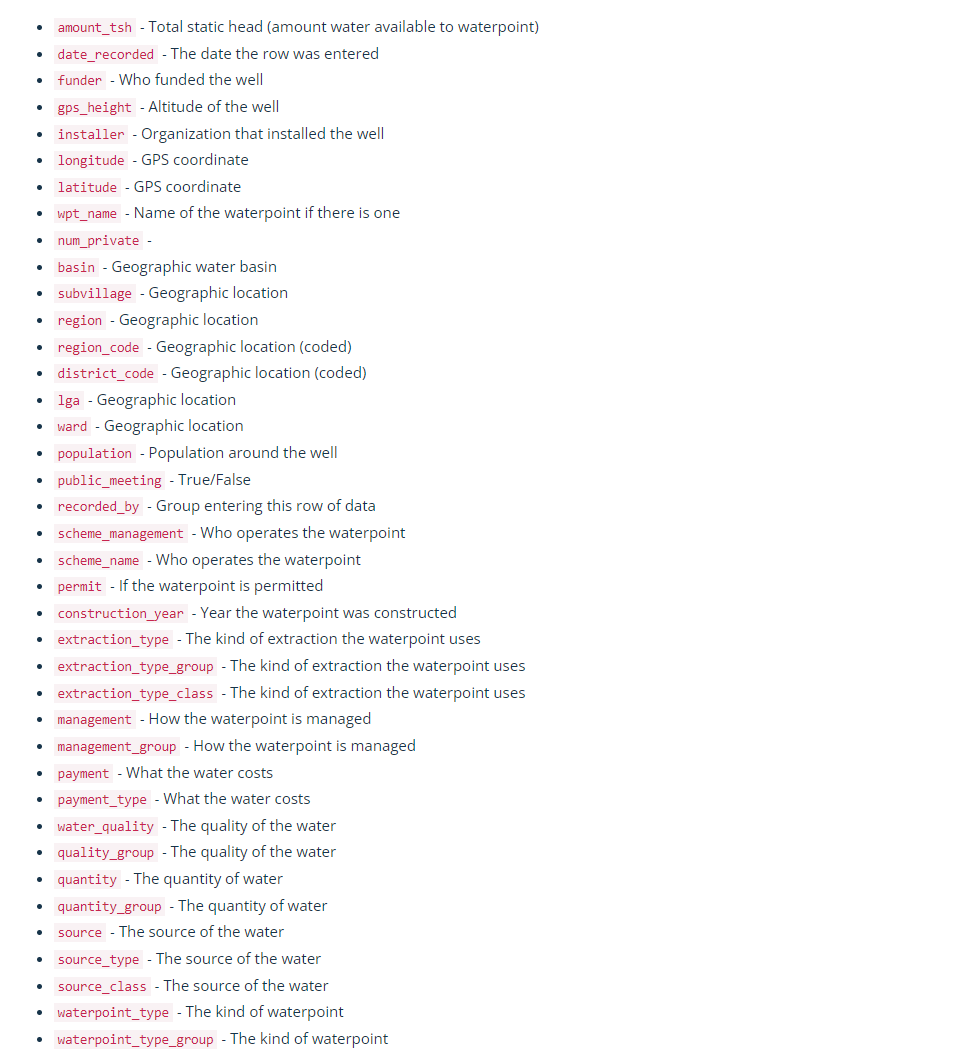 amount_tsh - Total static head (amount water available to waterpoint)
date_recorded - The date the row was entered
funder - Who funded the well
gps_height - Altitude of the well
installer - Organization that installed the well
longitude - GPS coordinate
latitude - GPS coordinate
wpt_name - Name of the waterpoint if there is one
num_private -
basin - Geographic water basin
subvillage - Geographic location
region - Geographic location
region_code - Geographic location (coded)
district_code - Geographic location (coded)
lga - Geographic location
ward - Geographic location
population - Population around the well
public_meeting - True/False
recorded_by - Group entering this row of data
scheme_management - Who operates the waterpoint
scheme_name - Who operates the waterpoint
permit - If the waterpoint is permitted
construction_year - Year the waterpoint was constructed
extraction_type - The kind of extraction the waterpoint uses
extraction_type_group - The kind of extraction the waterpoint uses
extraction_type_class - The kind of extraction the waterpoint uses
management - How the waterpoint is managed
management_group - How the waterpoint is managed
payment - What the water costs
payment_type - What the water costs
water_quality - The quality of the water
quality_group - The quality of the water
quantity - The quantity of water
quantity_group - The quantity of water
source - The source of the water
source_type - The source of the water
source_class - The source of the water
waterpoint_type - The kind of waterpoint
waterpoint_type_group - The kind of waterpoint